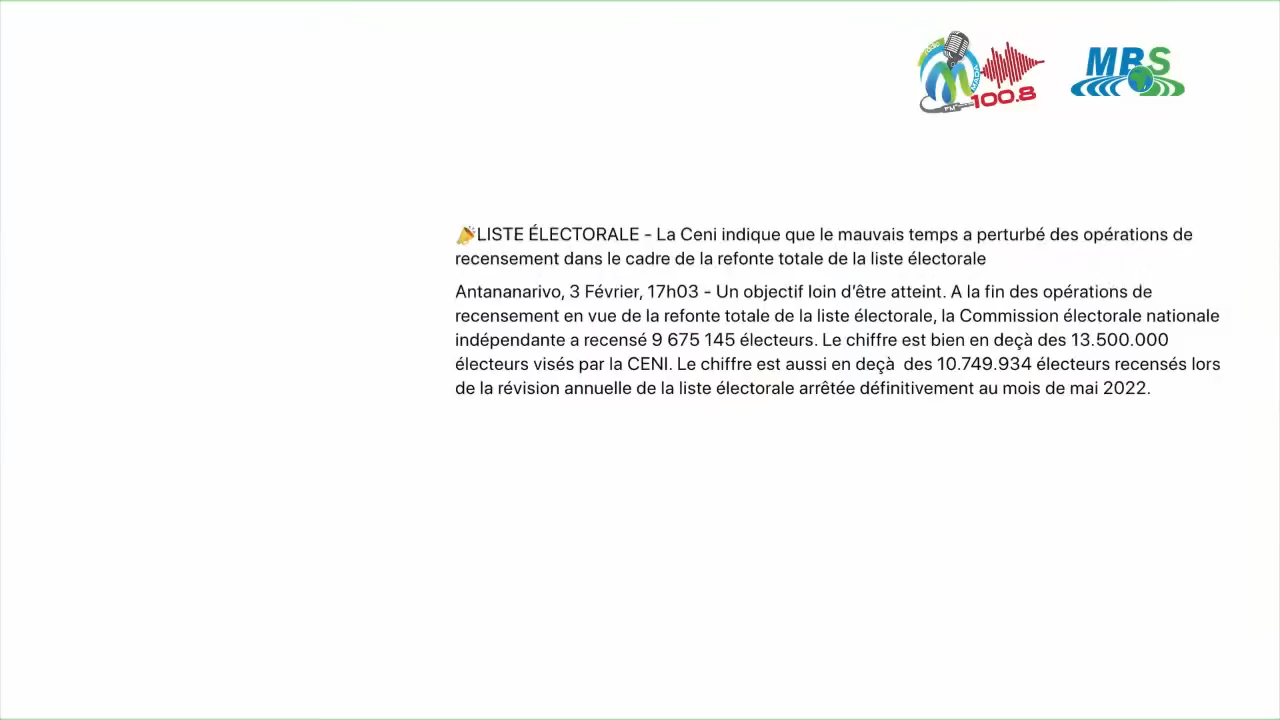 MADA
FM
100.8
MBS
LISTE ÉLECTORALE - La Ceni indique que le mauvais temps a perturbé des opérations de
recensement dans le cadre de la refonte totale de la liste électorale
Antananarivo, 3 Février, 17h03 - Un objectif loin d’être atteint. A la fin des opérations de
recensement en vue de la refonte totale de la liste électorale, la Commission électorale nationale
indépendante a recensé 9 675 145 électeurs. Le chiffre est bien en deçà des 13.500.000
électeurs visés par la CENI. Le chiffre est aussi en deçà  des 10.749.934 électeurs recensés lors
de la révision annuelle de la liste électorale arrêtée définitivement au mois de mai 2022.